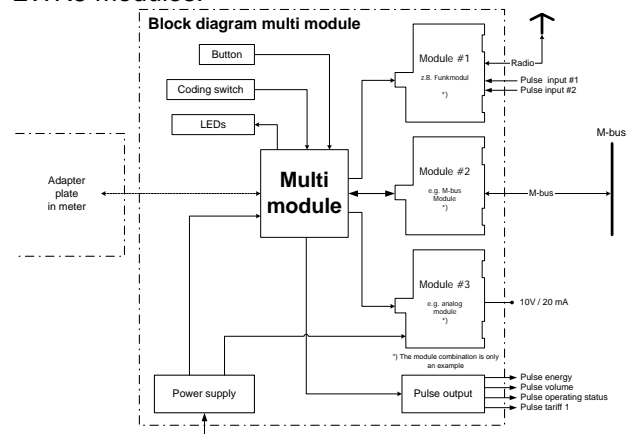 Block diagram multi module
Button
Coding switch
LEDs
Module #1
z.B. Funkmodul
*)
Radio
Pulse input #1
Pulse input #2
M-bus
Adapter
plate
in meter
Multi
module
Module #2
e.g. M-bus
Module
*)
M-bus
Module #3
e.g. analog
module
*)
10V / 20 mA
*) The module combination is only
an example
Power supply
Pulse output
Pulse energy
Pulse volume
Pulse operating status
Pulse tariff 1